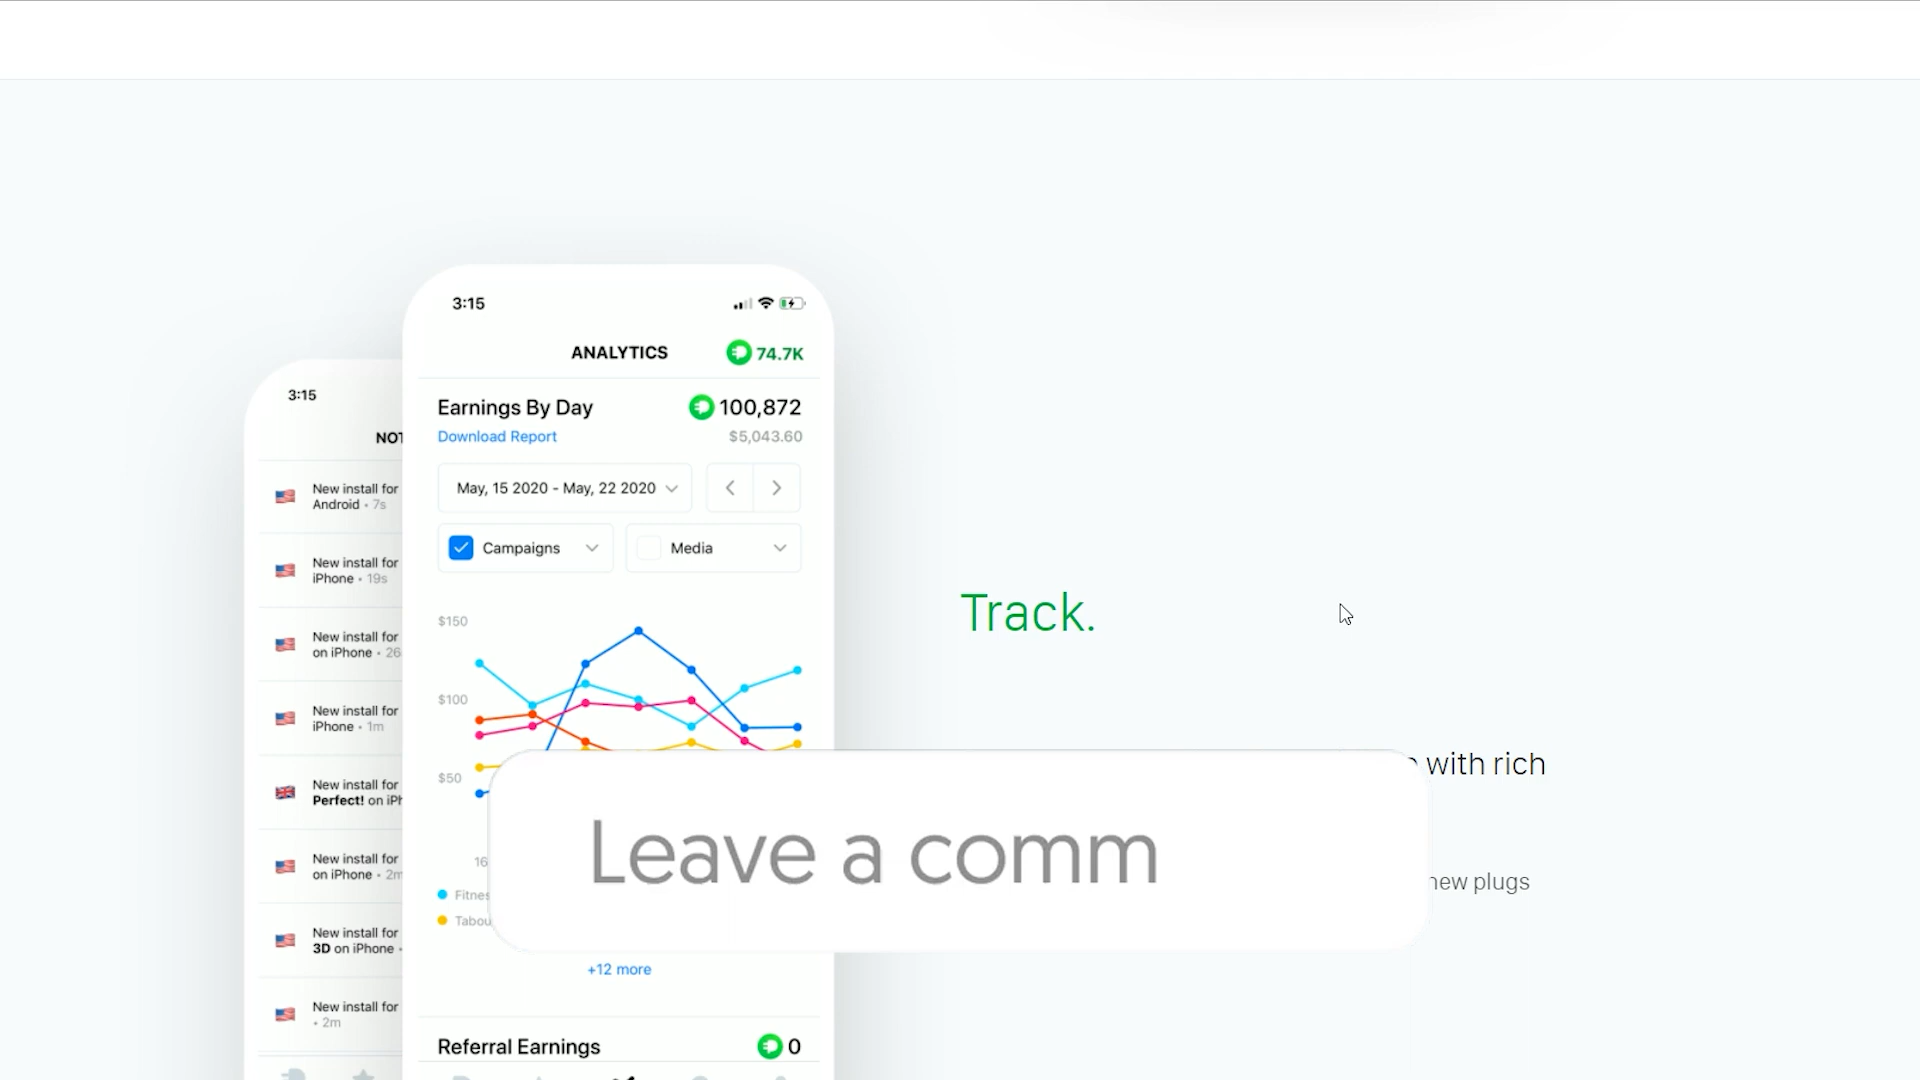 3:15
NOT
New install for
Android • 7s
New install for
iPhone • 19s
New install for
on iPhone • 26
New install for
iPhone • 1m
New install for
Perfect! on iPh
New install for
on iPhone • 2m
New install for
3D on iPhone •
New install for
• 2m
3:15
ANALYTICS
74.7K
Earnings By Day
100,872
Download Report
$5,043.60
May, 15 2020 - May, 22 2020
Campaigns
Media
$150
$100
$50
16
Fitnes
Tabou
+12 more
Referral Earnings
0
Track.
with rich
new plugs
Leave a comm